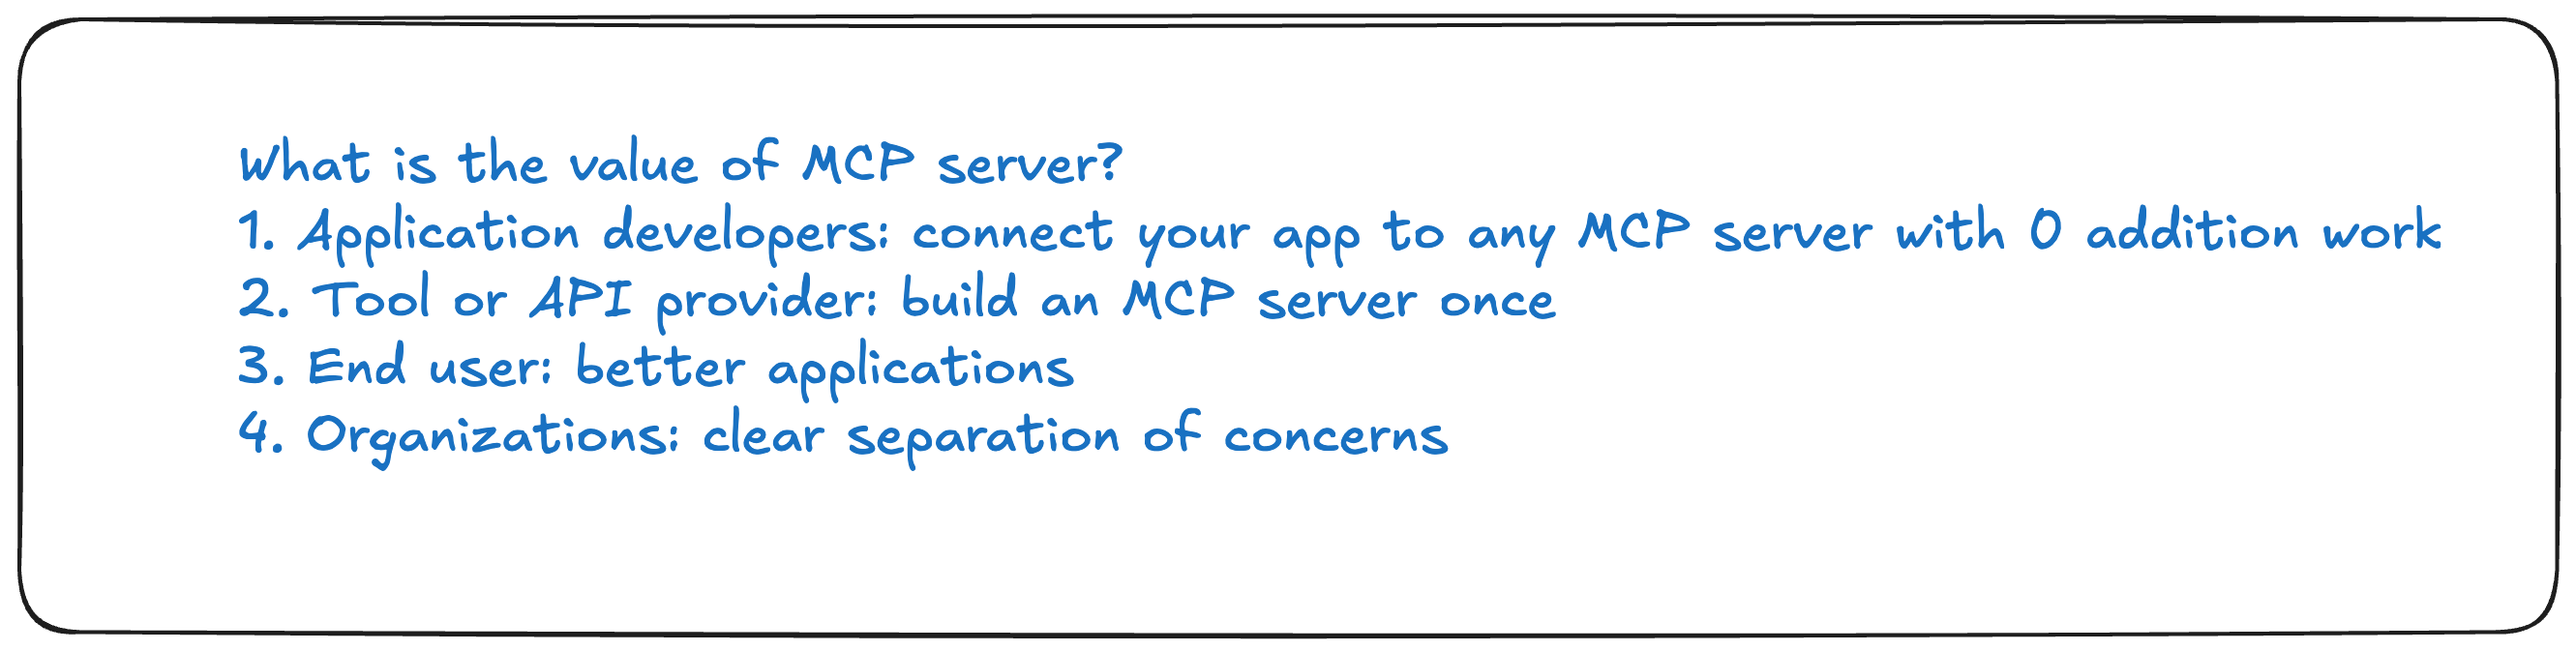 What is the value of MCP server?
1. Application developers: connect your app to any MCP server with 0 addition work
2. Tool or API provider: build an MCP server once
3. End user: better applications
4. Organizations: clear separation of concerns